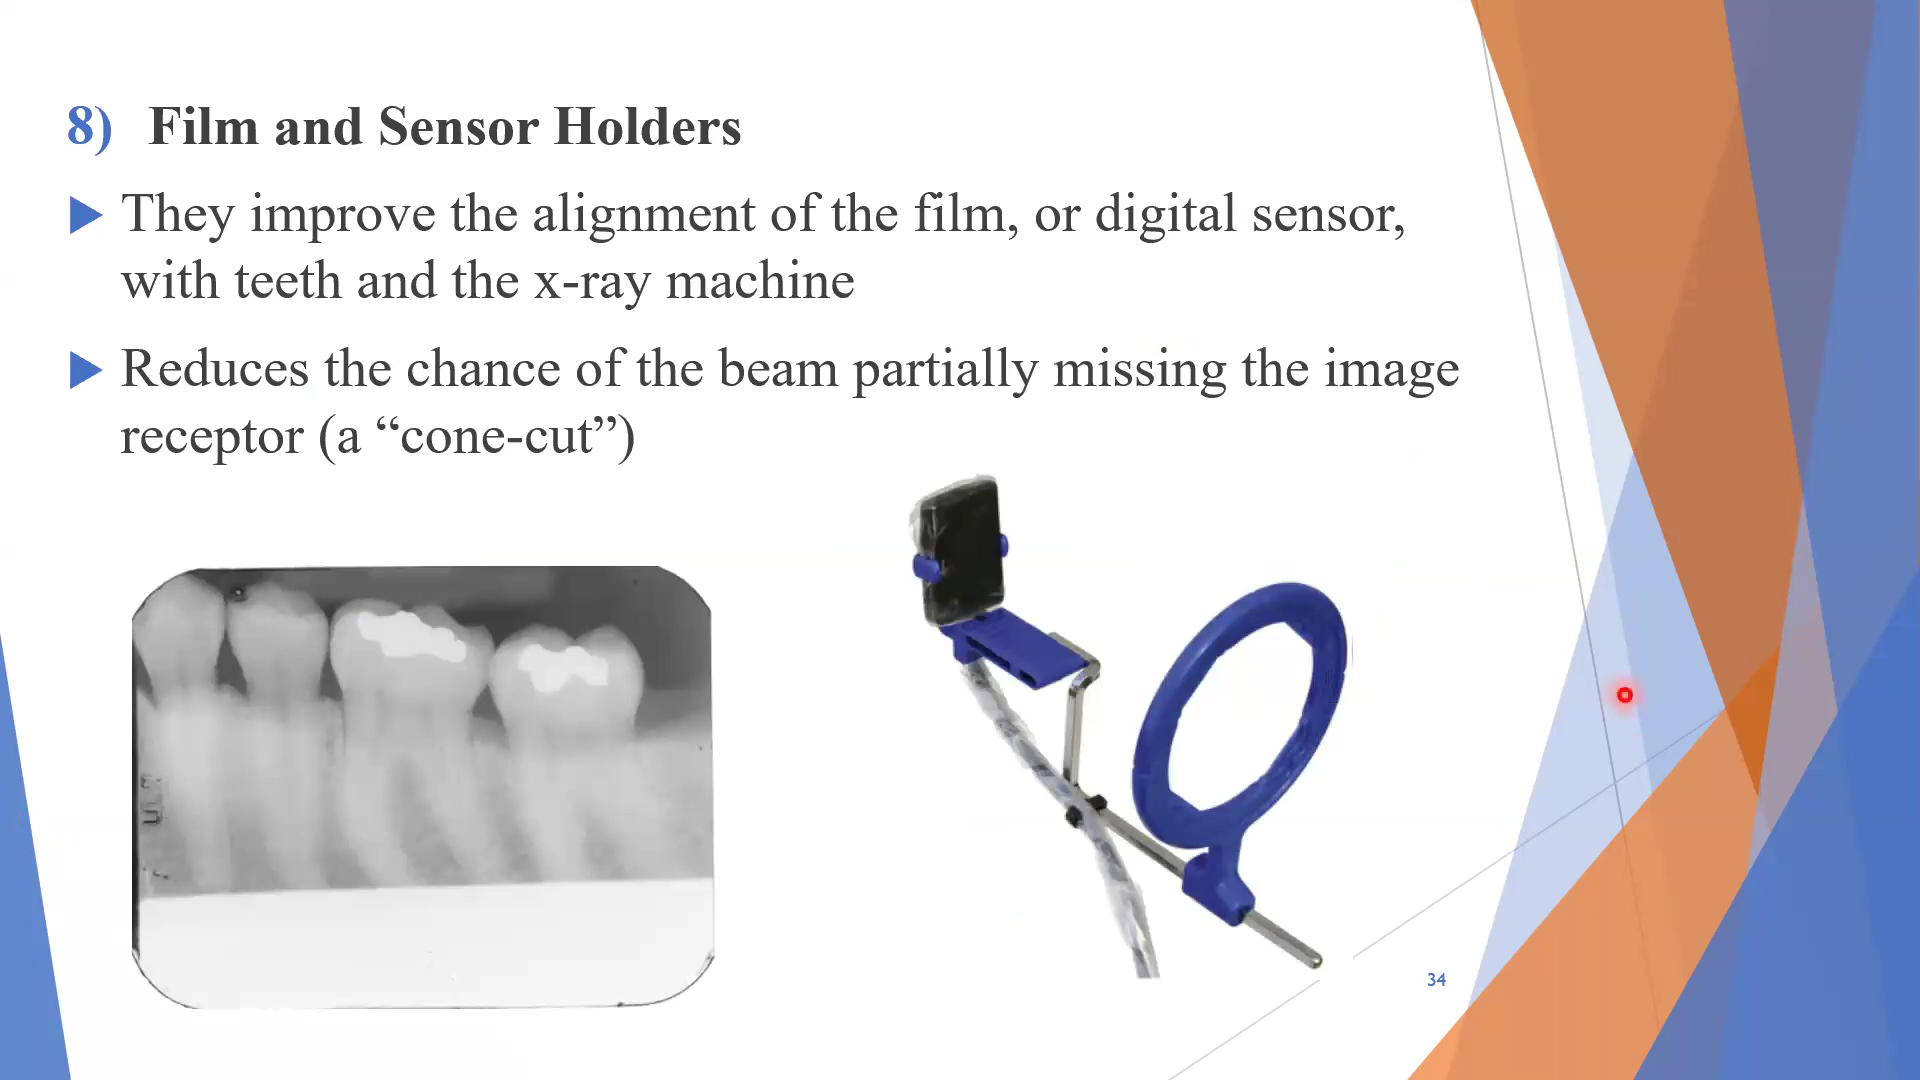 8) Film and Sensor Holders
They improve the alignment of the film, or digital sensor,
with teeth and the x-ray machine
Reduces the chance of the beam partially missing the image
receptor (a “cone-cut”)
34